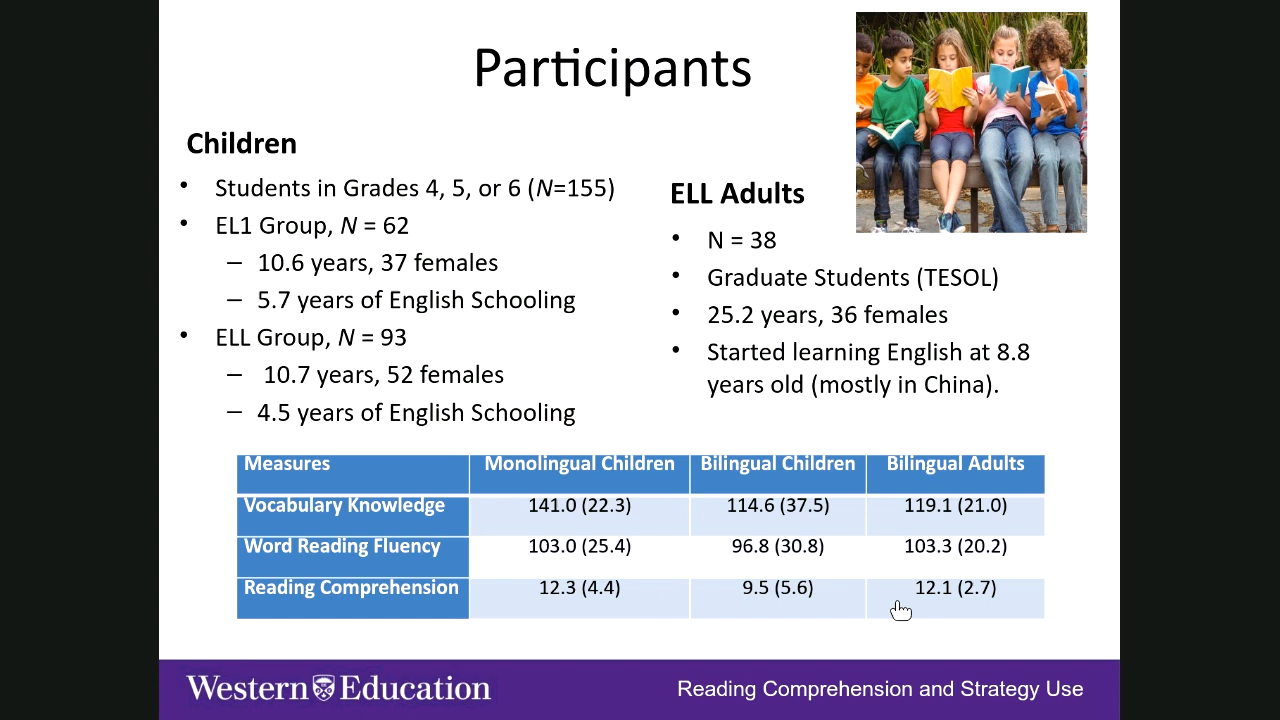 Participants
Children
• Students in Grades 4, 5, or 6 (N=155)
• EL1 Group, N = 62
– 10.6 years, 37 females
– 5.7 years of English Schooling
• ELL Group, N = 93
– 10.7 years, 52 females
– 4.5 years of English Schooling
ELL Adults
• N = 38
• Graduate Students (TESOL)
• 25.2 years, 36 females
• Started learning English at 8.8
years old (mostly in China).
Measures Monolingual Children Bilingual Children Bilingual Adults
Vocabulary Knowledge 141.0 (22.3) 114.6 (37.5) 119.1 (21.0)
Word Reading Fluency 103.0 (25.4) 96.8 (30.8) 103.3 (20.2)
Reading Comprehension 12.3 (4.4) 9.5 (5.6) 12.1 (2.7)
Western Education
Reading Comprehension and Strategy Use